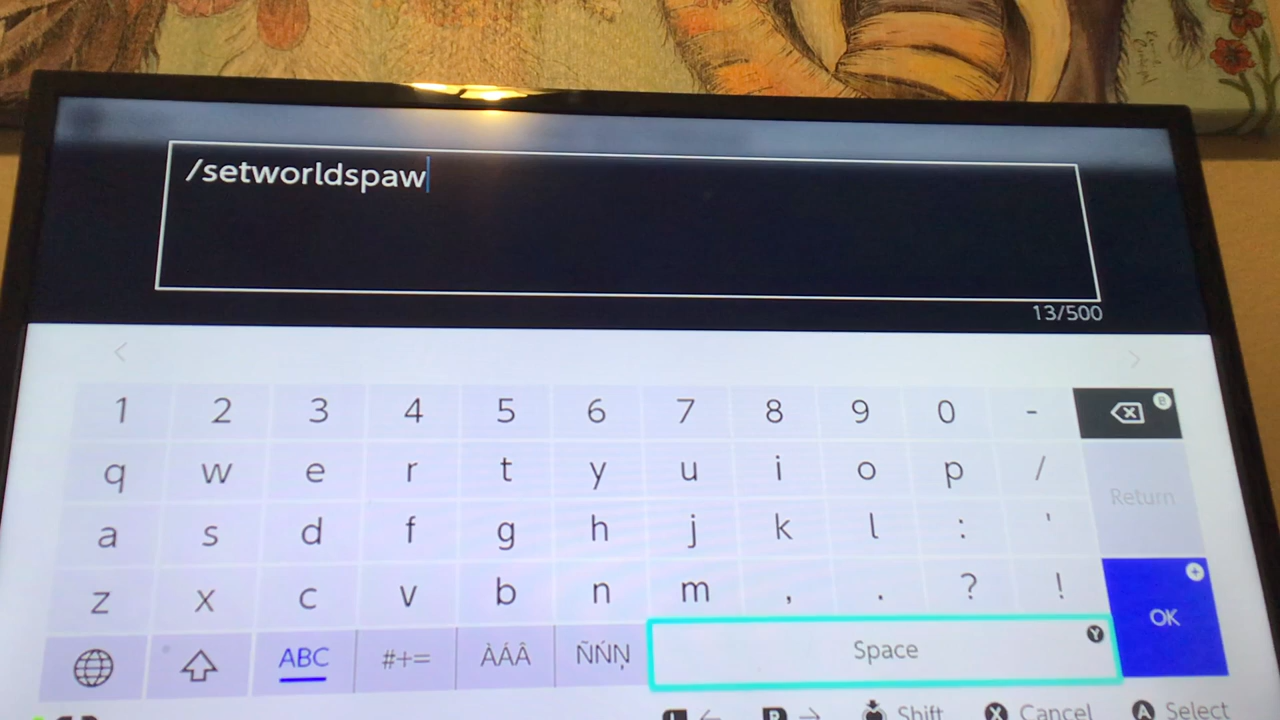 /setworldspaw
13/500
1 2 3 4 5 6 7 8 9 0 -
q w e r t y u i o p /
Return
a s d f g h j k l : '
z x c v b n m , . ? !
OK
ABC #+= ÀÁÂ ÑŃŅ Space
Shift X Cancel A Select